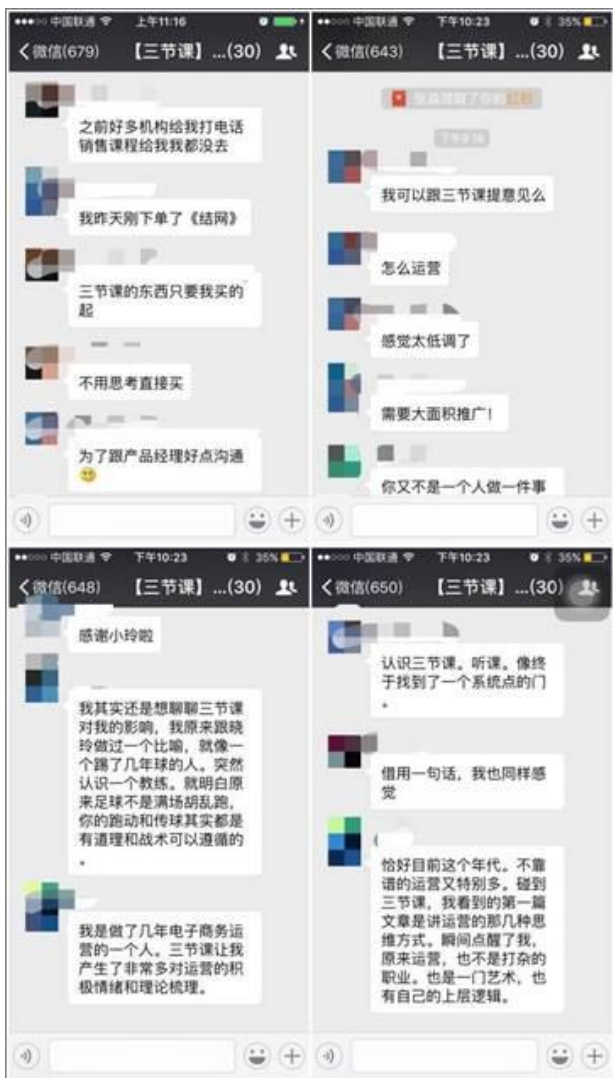 中国联通 上午11:16
微信(679) 【三节课】...(30)
之前好多机构给我打电话
销售课程给我我都没去
我昨天刚下单了《结网》
三节课的东西只要我买的
起
不用思考直接买
为了跟产品经理好点沟通
中国联通 下午10:23 35%
微信(643) 【三节课】...(30)
领取了你的红包
我可以跟三节课提意见么
怎么运营
感觉太低调了
需要大面积推广!
你又不是一个人做一件事
中国联通 下午10:23 35%
微信(648) 【三节课】...(30)
感谢小玲啦
我其实还是想聊聊三节课
对我的影响,我原来跟晓
玲做过一个比喻,就像一
个踢了几年球的人。突然
认识一个教练。就明白原
来足球不是满场胡乱跑,
你的跑动和传球其实都是
有道理和战术可以遵循的
。
我是做了几年电子商务运
营的一个人。三节课让我
产生了非常多对运营的积
极情绪和理论梳理。
中国联通 下午10:23 35%
微信(650) 【三节课】...(30)
认识三节课。听课。像终
于找到了一个系统点的门
。
借用一句话,我也同样感
觉
恰好目前这个年代。不靠
谱的运营又特别多。碰到
三节课,我看到的第一篇
文章是讲运营的那几种思
维方式。瞬间点醒了我,
原来运营,也不是打杂的
职业。也是一门艺术,也
有自己的上层逻辑。